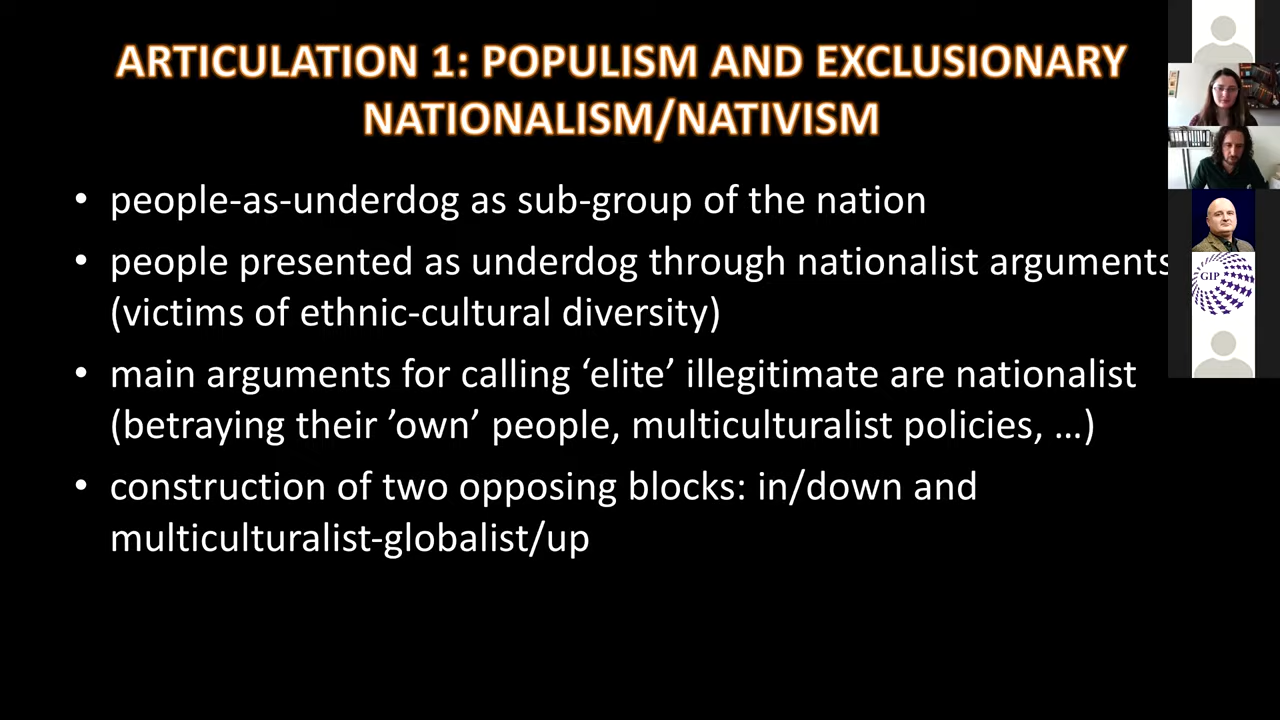 ARTICULATION 1: POPULISM AND EXCLUSIONARY
NATIONALISM/NATIVISM
• people-as-underdog as sub-group of the nation
• people presented as underdog through nationalist arguments
(victims of ethnic-cultural diversity)
• main arguments for calling ‘elite’ illegitimate are nationalist
(betraying their ’own’ people, multiculturalist policies, …)
• construction of two opposing blocks: in/down and
multiculturalist-globalist/up
GIP